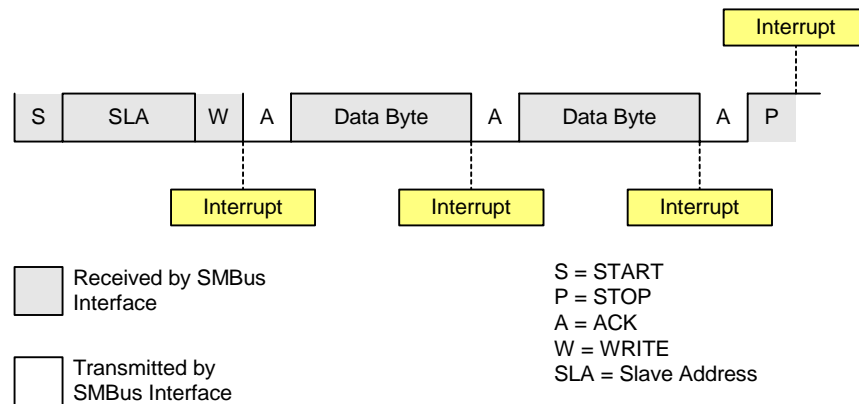 Interrupt
S SLA W A Data Byte A Data Byte A P
Interrupt Interrupt Interrupt
Received by SMBus
Interface
Transmitted by
SMBus Interface
S = START
P = STOP
A = ACK
W = WRITE
SLA = Slave Address